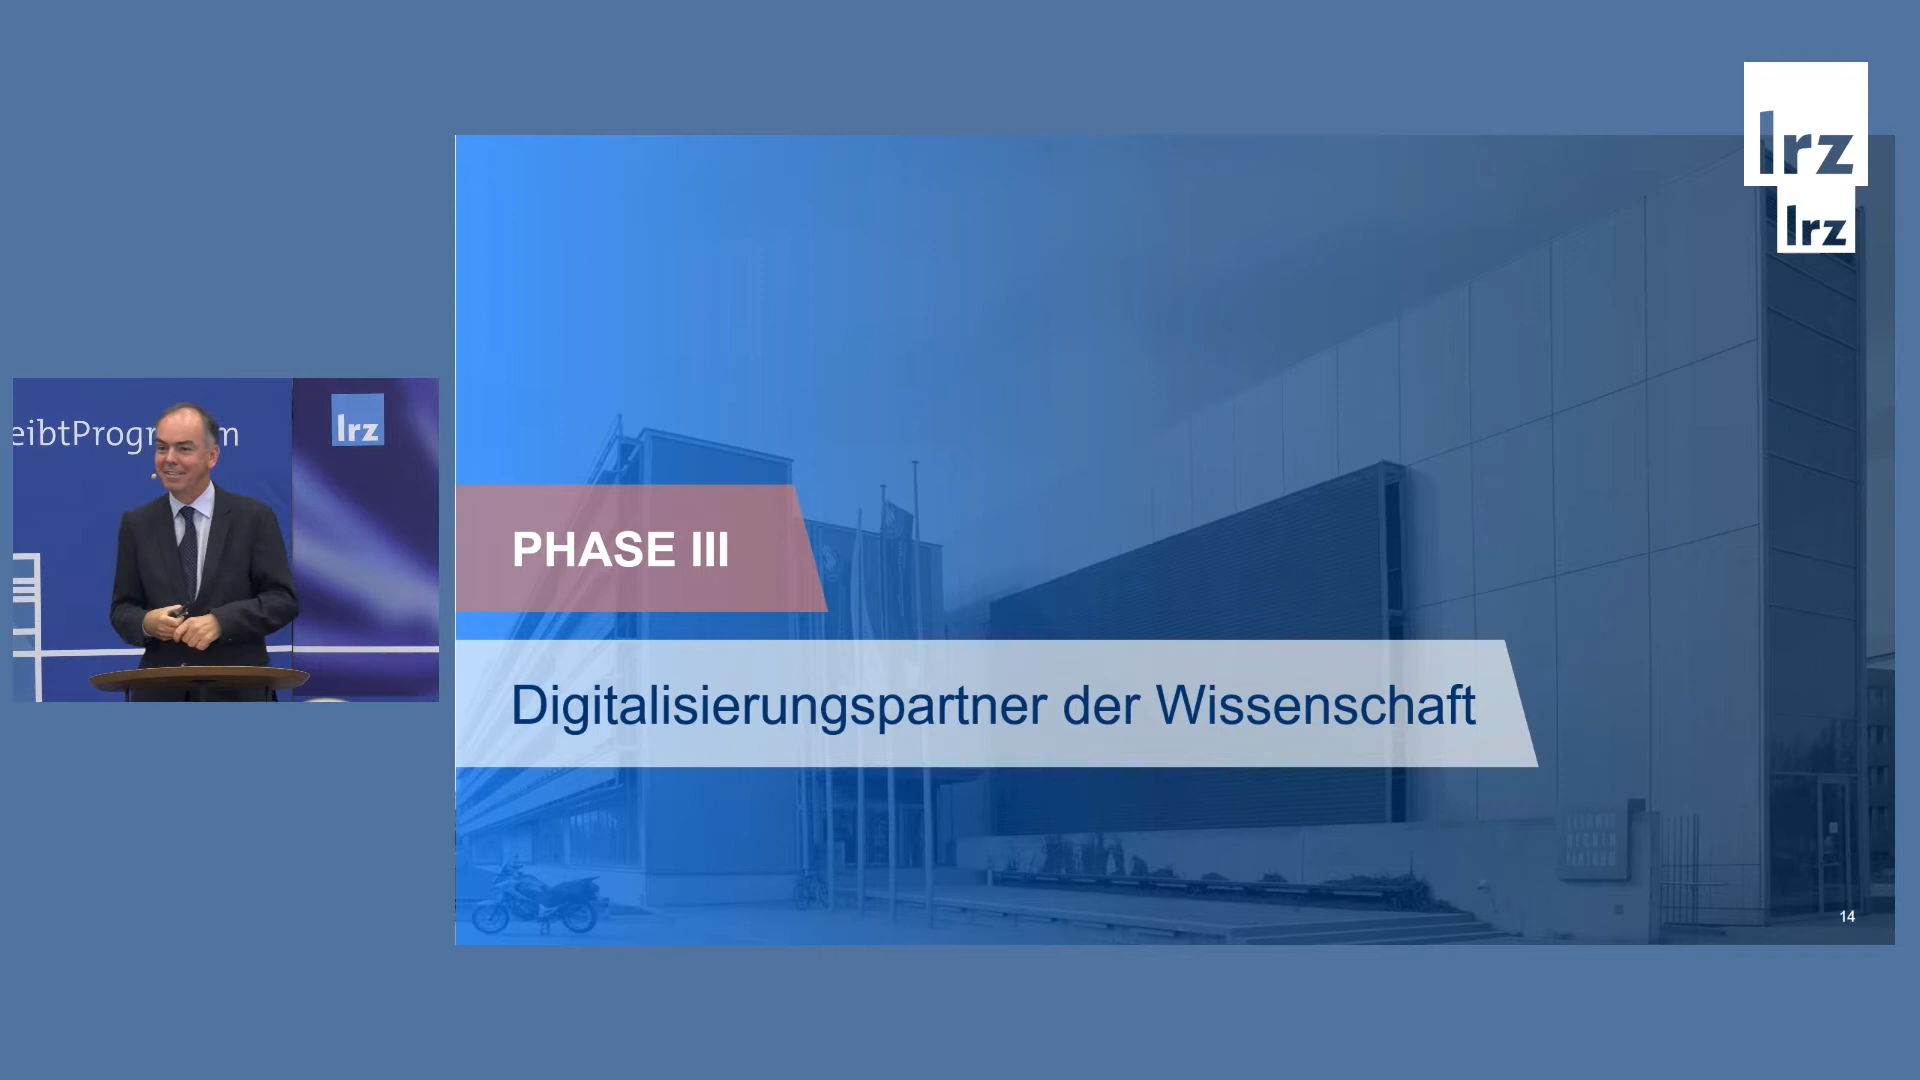 lrz
lrz
eibtProgr m
lrz
PHASE III
Digitalisierungspartner der Wissenschaft
14